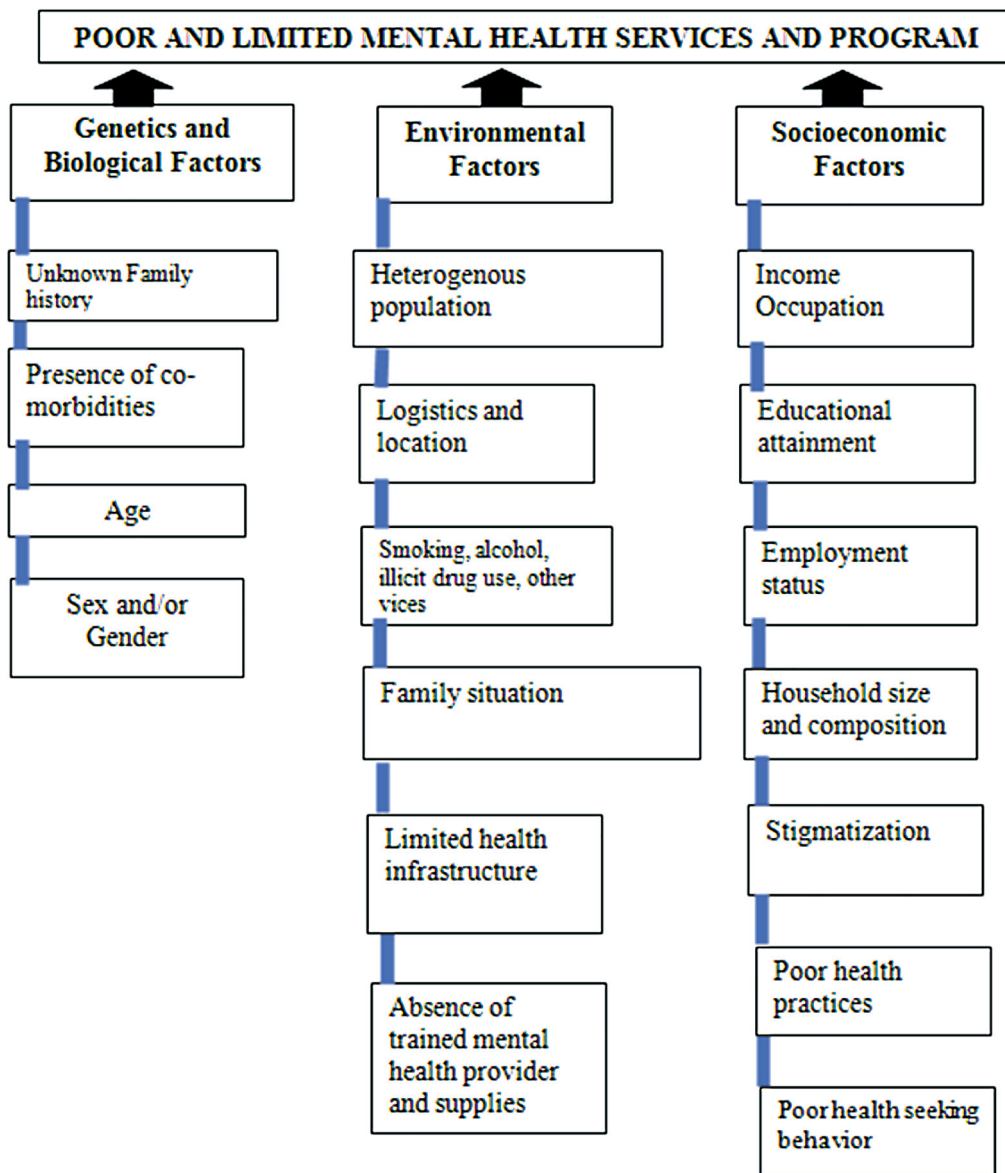 POOR AND LIMITED MENTAL HEALTH SERVICES AND PROGRAM
Genetics and
Biological Factors
Unknown Family
history
Presence of co-
morbidities
Age
Sex and/or
Gender
Environmental
Factors
Heterogenous
population
Logistics and
location
Smoking, alcohol,
illicit drug use, other
vices
Family situation
Limited health
infrastructure
Absence of
trained mental
health provider
and supplies
Socioeconomic
Factors
Income
Occupation
Educational
attainment
Employment
status
Household size
and composition
Stigmatization
Poor health
practices
Poor health seeking
behavior